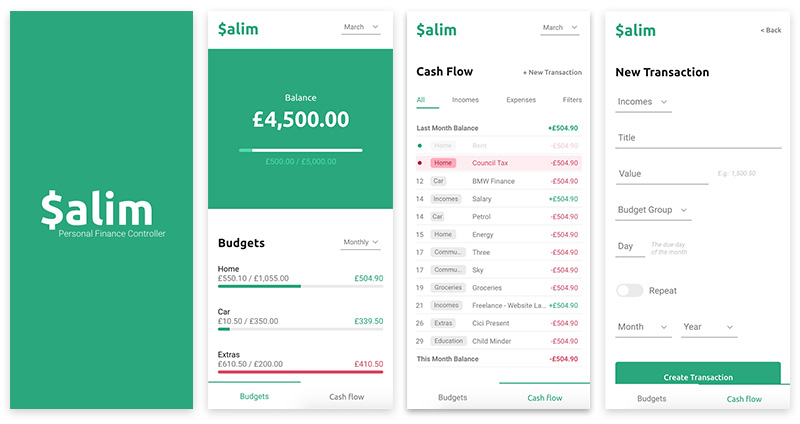 $alim
Personal Finance Controller
$alim
March
Balance
£4,500.00
£500.00 / £5,000.00
Budgets
Monthly
Home
£550.10 / £1,055.00
£504.90
Car
£10.50 / £350.00
£339.50
Extras
£610.50 / £200.00
£410.50
Budgets
Cash flow
$alim
March
Cash Flow
+ New Transaction
All
Incomes
Expenses
Filters
Last Month Balance +£504.90
Home Rent -£504.90
Home Council Tax -£504.90
12 Car BMW Finance -£504.90
14 Incomes Salary +£504.90
14 Car Petrol -£504.90
15 Home Energy -£504.90
17 Commu... Three -£504.90
17 Commu... Sky -£504.90
19 Groceries Groceries -£504.90
21 Incomes Freelance - Website La... +£504.90
26 Extras Cici Present -£504.90
29 Education Child Minder -£504.90
This Month Balance -£504.90
Budgets
Cash flow
$alim
< Back
New Transaction
Incomes
Title
Value
E.g.: 1,500.50
Budget Group
Day
The due day
of the month
Repeat
Month
Year
Create Transaction
Budgets
Cash flow